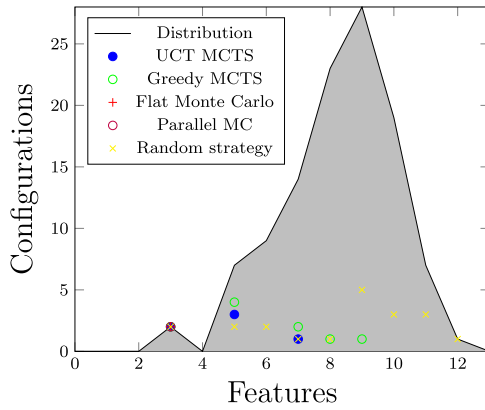 Distribution
UCT MCTS
Greedy MCTS
Flat Monte Carlo
Parallel MC
Random strategy
25
20
15
10
5
0
Configurations
0 2 4 6 8 10 12
Features